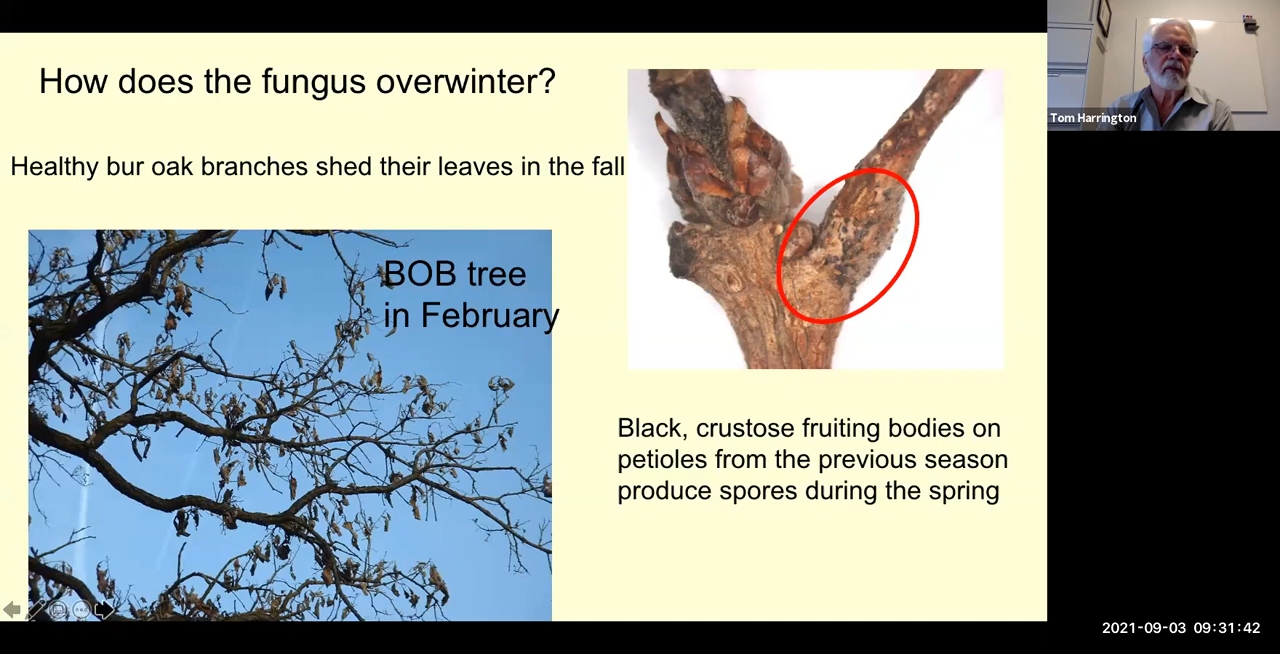 How does the fungus overwinter?
Healthy bur oak branches shed their leaves in the fall
BOB tree
in February
Black, crustose fruiting bodies on
petioles from the previous season
produce spores during the spring
Tom Harrington
2021-09-03 09:31:42